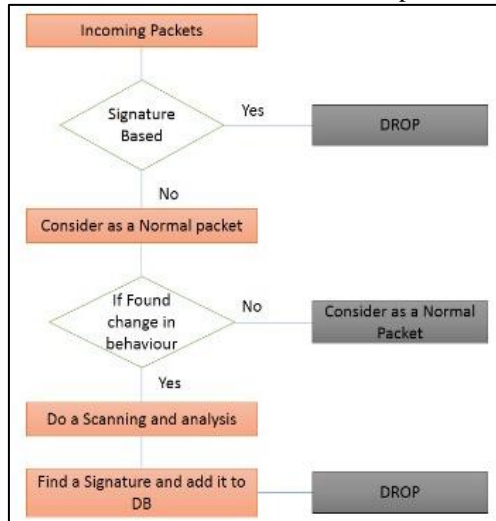 Incoming Packets
Signature
Based
Yes
DROP
No
Consider as a Normal packet
If Found
change in
behaviour
No
Consider as a Normal
Packet
Yes
Do a Scanning and analysis
Find a Signature and add it to
DB
DROP